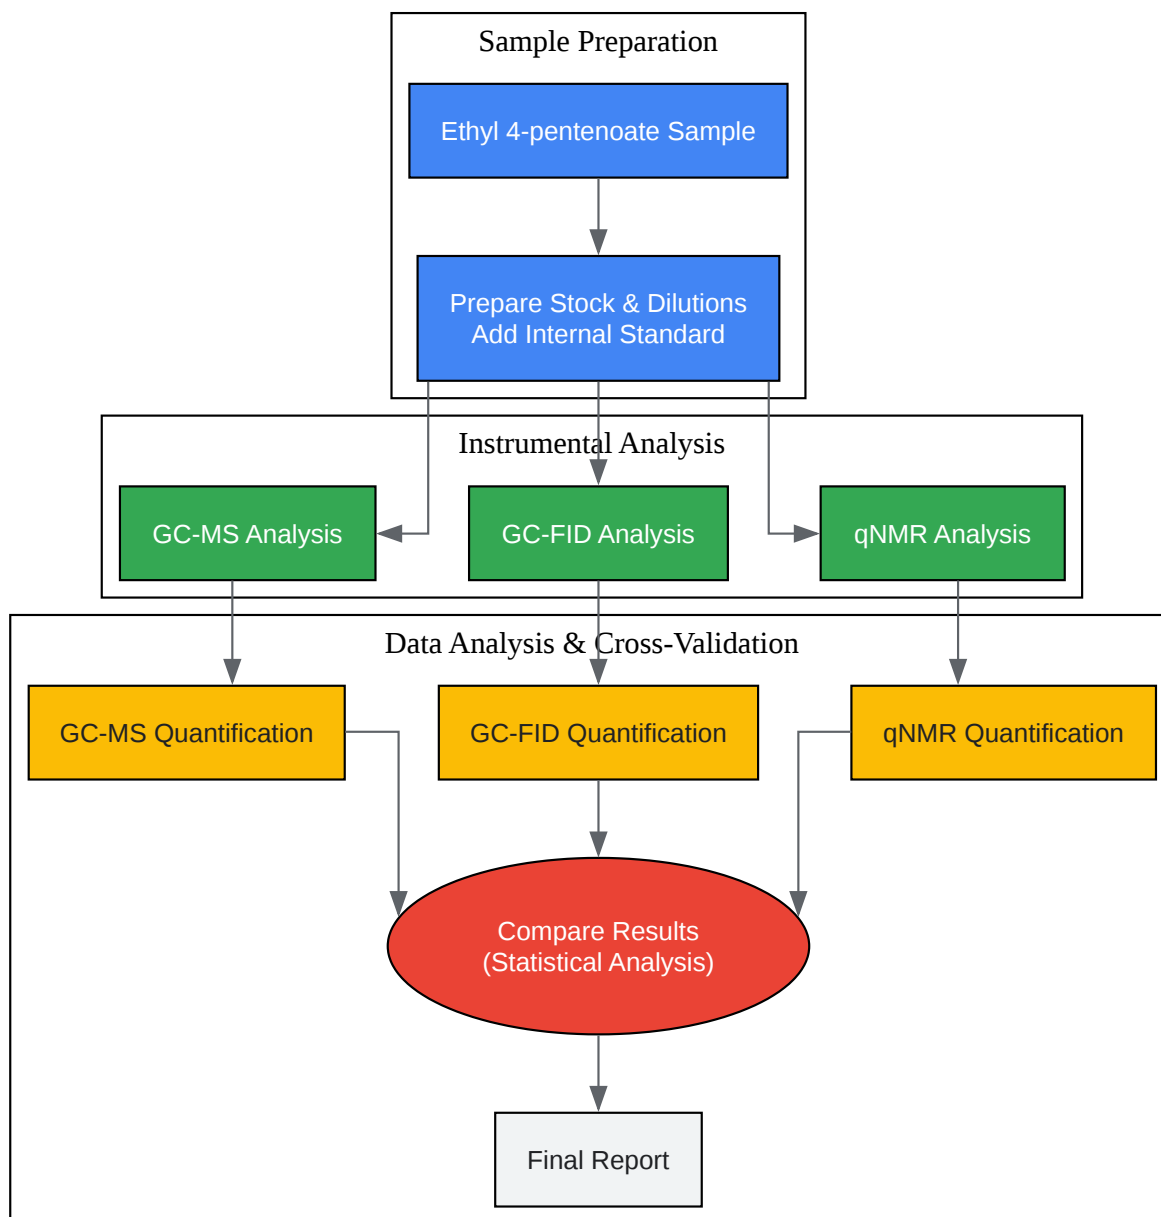 Sample Preparation
Ethyl 4-pentenoate Sample
Prepare Stock & Dilutions
Add Internal Standard
Instrumental Analysis
GC-MS Analysis
GC-FID Analysis
qNMR Analysis
Data Analysis & Cross-Validation
GC-MS Quantification
GC-FID Quantification
qNMR Quantification
Compare Results
(Statistical Analysis)
Final Report